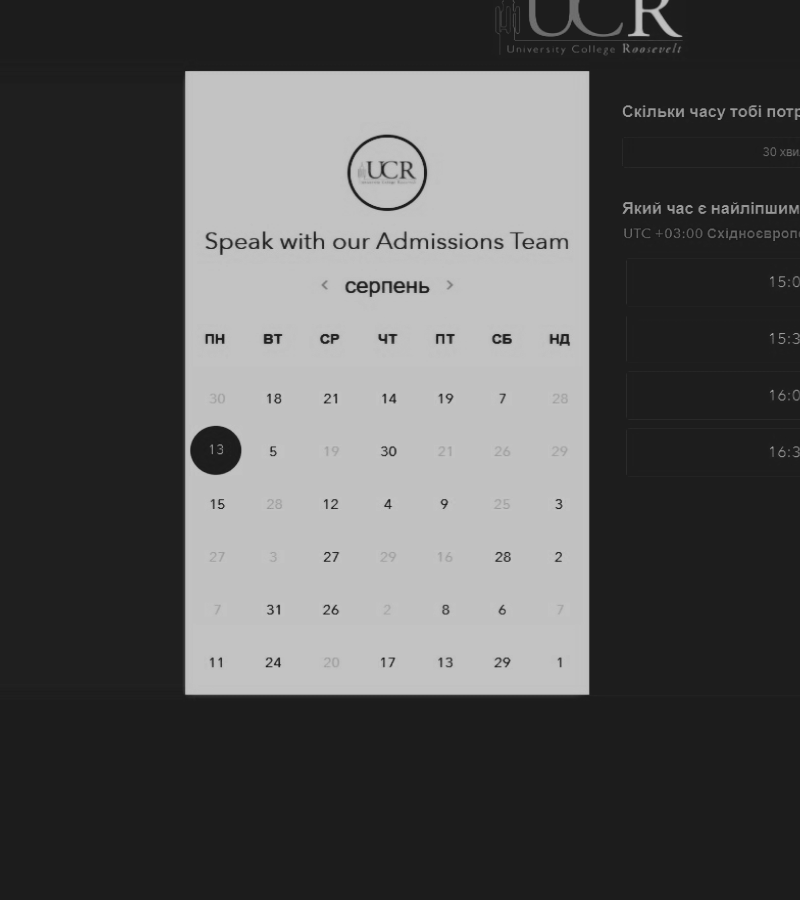 UCR
University College Roosevelt
UCR
Speak with our Admissions Team
‹ серпень ›
ПН ВТ СР ЧТ ПТ СБ НД
30 18 21 14 19 7 28
13 5 19 30 21 26 29
15 28 12 4 9 25 3
27 3 27 29 16 28 2
7 31 26 2 8 6 7
11 24 20 17 13 29 1
Скільки часу тобі потр
30 хви
Який час є найліпшим
UTC +03:00 Східноєвроп
15:0
15:3
16:0
16:3